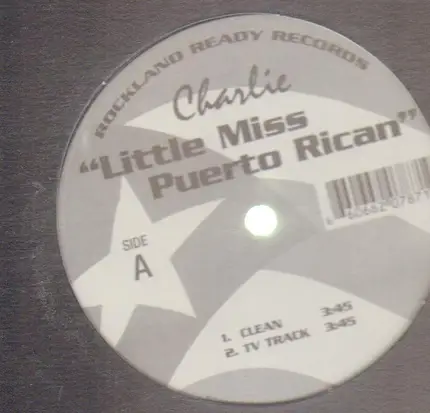 ROCKLAND READY RECORDS
Charlie
"Little Miss
Puerto Rican"
SIDE
A
1. CLEAN 3:45
2. TV TRACK 3:45